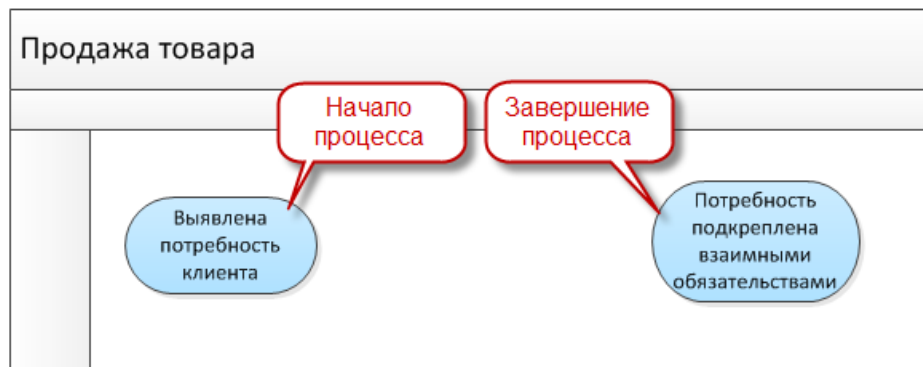 Продажа товара
Начало
процесса
Завершение
процесса
Выявлена
потребность
клиента
Потребность
подкреплена
взаимными
обязательствами